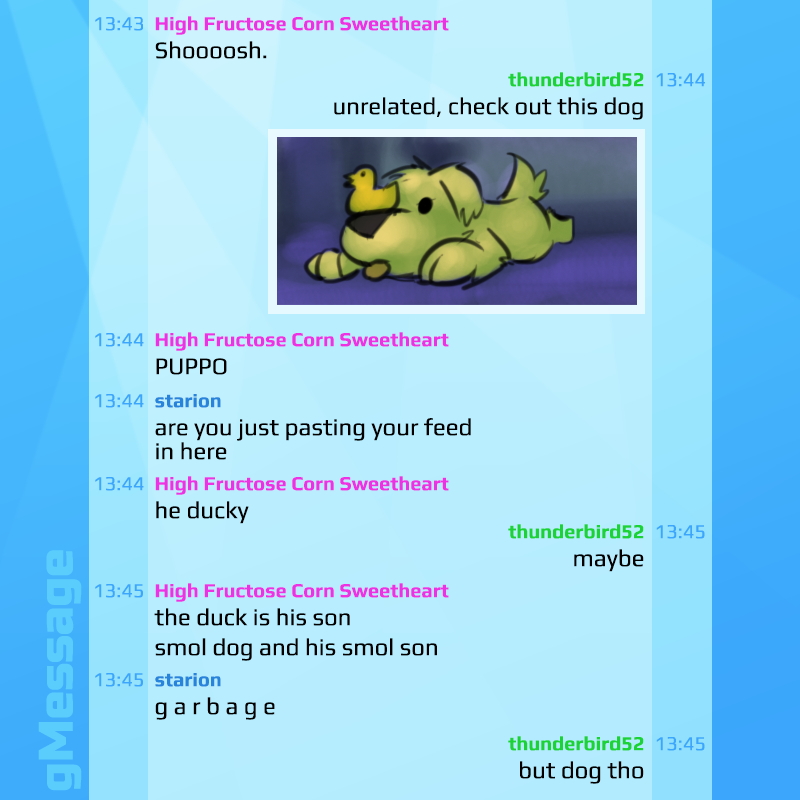 13:43 High Fructose Corn Sweetheart
Shoooosh.
thunderbird52 13:44
unrelated, check out this dog
13:44 High Fructose Corn Sweetheart
PUPPO
13:44 starion
are you just pasting your feed
in here
13:44 High Fructose Corn Sweetheart
he ducky
thunderbird52 13:45
maybe
13:45 High Fructose Corn Sweetheart
the duck is his son
smol dog and his smol son
13:45 starion
g a r b a g e
thunderbird52 13:45
but dog tho
gMessage